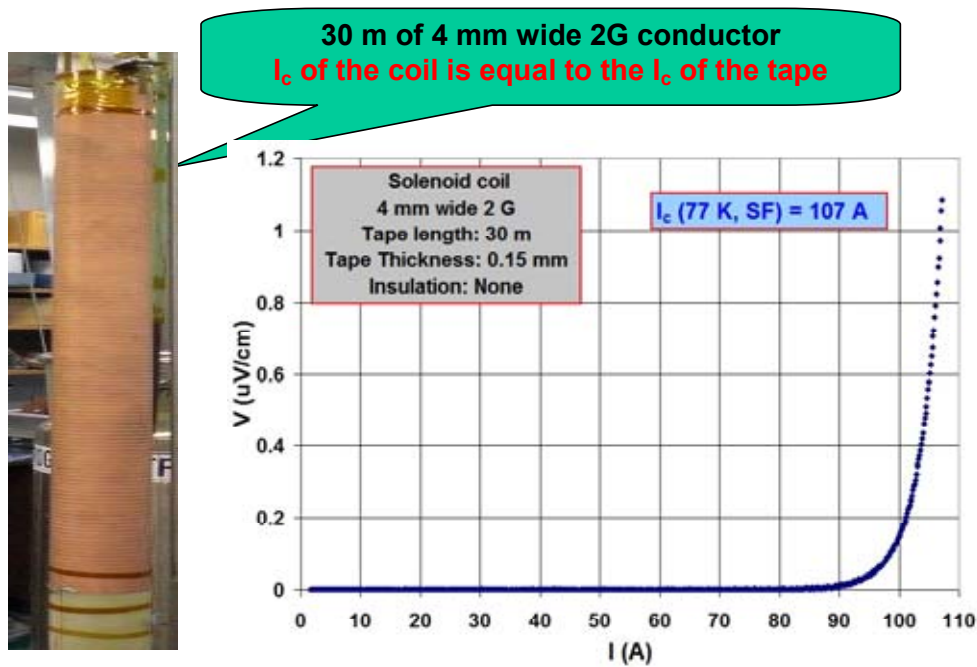 30 m of 4 mm wide 2G conductor
Ic of the coil is equal to the Ic of the tape
Solenoid coil
4 mm wide 2 G
Tape length: 30 m
Tape Thickness: 0.15 mm
Insulation: None
Ic (77 K, SF) = 107 A
V (uV/cm)
1.2
1
0.8
0.6
0.4
0.2
0
0 10 20 30 40 50 60 70 80 90 100 110
I (A)